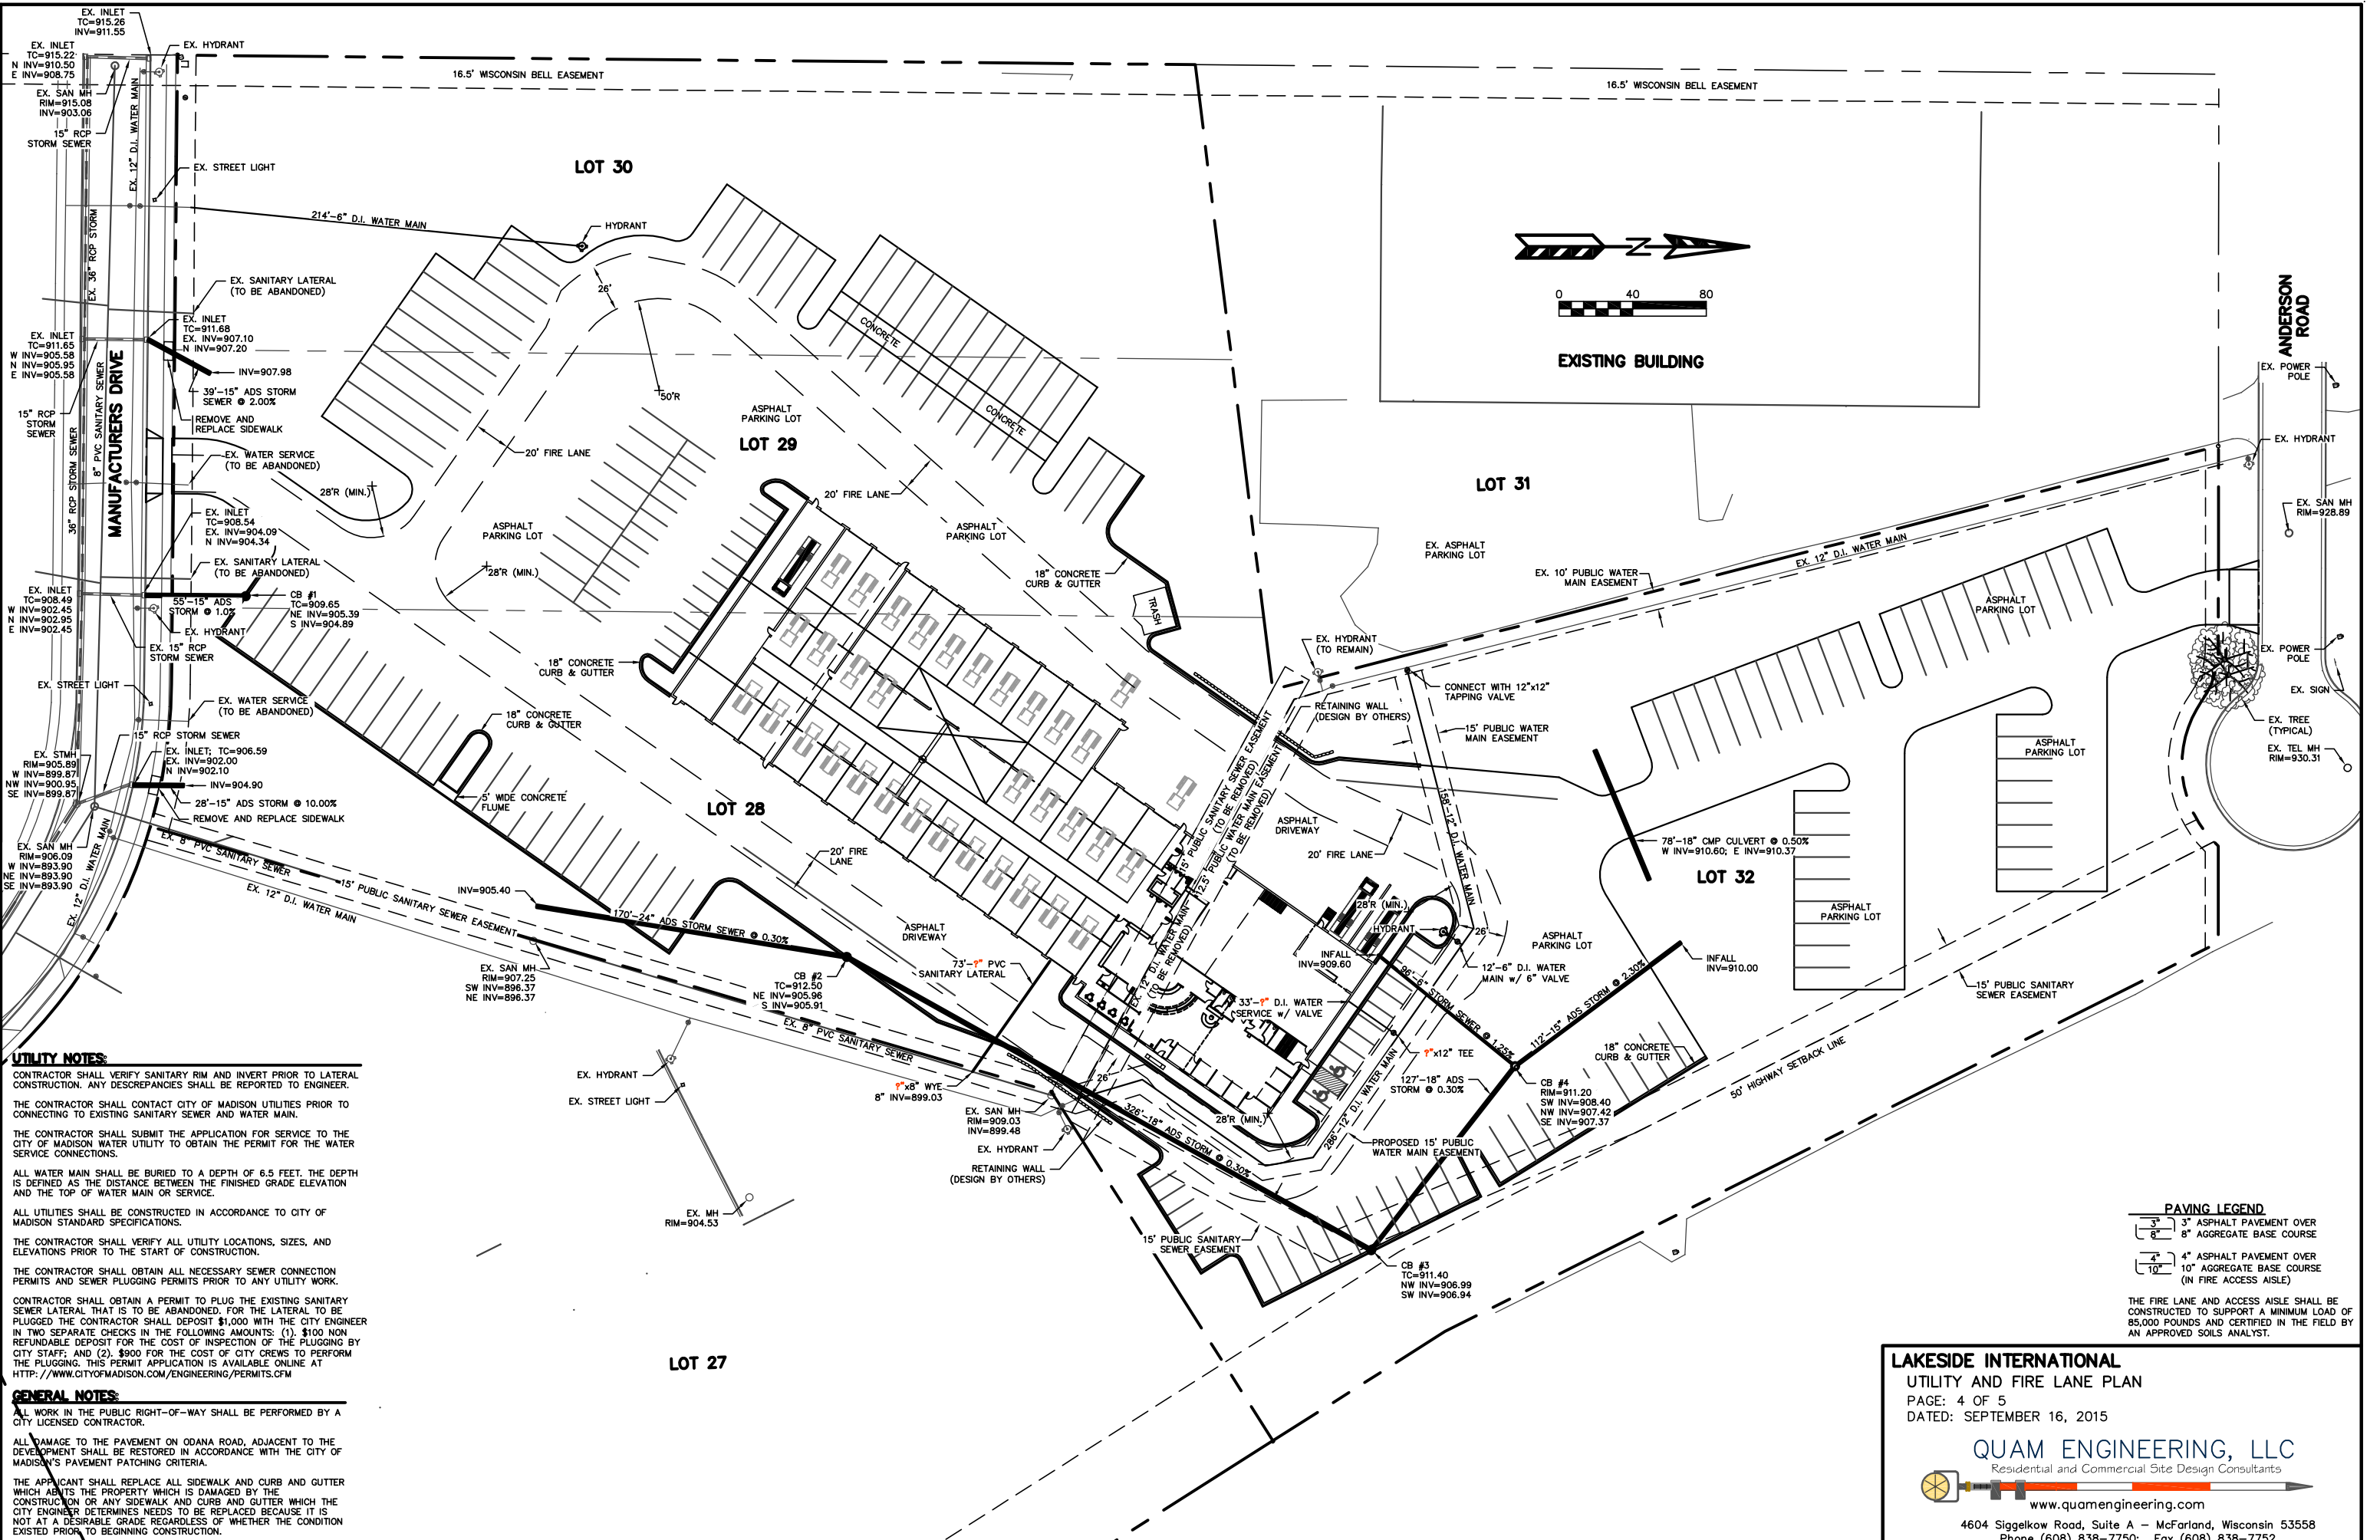 EX. INLET
TC=915.26
INV=911.55
EX. INLET
TC=915.22
N INV=910.50
E INV=908.75
EX. SAN MH
RIM=915.08
INV=903.06
15" RCP
STORM SEWER
EX. HYDRANT
EX. 12" D.I. WATER MAIN
EX. STREET LIGHT
EX. 36" RCP STORM
16.5' WISCONSIN BELL EASEMENT
16.5' WISCONSIN BELL EASEMENT
LOT 30
214'-6" D.I. WATER MAIN
HYDRANT
EX. SANITARY LATERAL
(TO BE ABANDONED)
EX. INLET
TC=911.68
EX. INV=907.10
N INV=907.20
EX. INLET
TC=911.65
W INV=905.58
N INV=905.95
E INV=905.58
INV=907.98
39'-15" ADS STORM
SEWER @ 2.00%
REMOVE AND
REPLACE SIDEWALK
15" RCP
STORM
SEWER
36" RCP STORM SEWER
8" PVC SANITARY SEWER
MANUFACTURERS DRIVE
EX. WATER SERVICE
(TO BE ABANDONED)
EX. INLET
TC=908.54
EX. INV=904.09
N INV=904.34
EX. SANITARY LATERAL
(TO BE ABANDONED)
EX. INLET
TC=908.49
W INV=902.45
N INV=902.95
E INV=902.45
55'-15" ADS
STORM @ 1.0%
CB #1
TC=909.65
NE INV=905.39
S INV=904.89
EX. HYDRANT
EX. 15" RCP
STORM SEWER
EX. STREET LIGHT
EX. WATER SERVICE
(TO BE ABANDONED)
15" RCP STORM SEWER
EX. STMH
RIM=905.89
W INV=899.87
NW INV=900.95
SE INV=899.87
EX. INLET; TC=906.59
EX. INV=902.00
N INV=902.10
INV=904.90
28'-15" ADS STORM @ 10.00%
REMOVE AND REPLACE SIDEWALK
EX. SAN MH
RIM=906.09
W INV=893.90
NE INV=893.90
SE INV=893.90
EX. 12" D.I. WATER MAIN
EX. 8" PVC SANITARY SEWER
15' PUBLIC SANITARY SEWER EASEMENT
EX. 12" D.I. WATER MAIN
26'
50'R
20' FIRE LANE
28'R (MIN.)
28'R (MIN.)
CONCRETE
CONCRETE
ASPHALT
PARKING LOT
LOT 29
20' FIRE LANE
ASPHALT
PARKING LOT
ASPHALT
PARKING LOT
18" CONCRETE
CURB & GUTTER
TRASH
18" CONCRETE
CURB & GUTTER
18" CONCRETE
CURB & GUTTER
5' WIDE CONCRETE
FLUME
LOT 28
20' FIRE
LANE
INV=905.40
170'-24" ADS STORM SEWER @ 0.30%
ASPHALT
DRIVEWAY
EX. SAN MH
RIM=907.25
SW INV=896.37
NE INV=896.37
CB #2
TC=912.50
NE INV=905.96
S INV=905.91
73'-?" PVC
SANITARY LATERAL
EX. 8" PVC SANITARY SEWER
EX. HYDRANT
EX. STREET LIGHT
?"x8" WYE
8" INV=899.03
EX. SAN MH
RIM=909.03
INV=899.48
EX. HYDRANT
RETAINING WALL
(DESIGN BY OTHERS)
26'
326'-18" ADS STORM @ 0.30%
EX. MH
RIM=904.53
LOT 27
0 40 80
N
EXISTING BUILDING
LOT 31
EX. ASPHALT
PARKING LOT
EX. 10' PUBLIC WATER
MAIN EASEMENT
EX. 12" D.I. WATER MAIN
EX. HYDRANT
(TO REMAIN)
CONNECT WITH 12"x12"
TAPPING VALVE
RETAINING WALL
(DESIGN BY OTHERS)
15' PUBLIC WATER
MAIN EASEMENT
15' PUBLIC SANITARY SEWER EASEMENT
(TO BE REMOVED)
12.5' PUBLIC WATER MAIN EASEMENT
(TO BE REMOVED)
EX. 12" D.I. WATER MAIN
(TO BE REMOVED)
ASPHALT
DRIVEWAY
20' FIRE LANE
158'-12" D.I. WATER MAIN
28'R (MIN.)
HYDRANT
26'
INFALL
INV=909.60
ASPHALT
PARKING LOT
12'-6" D.I. WATER
MAIN w/ 6" VALVE
33'-?" D.I. WATER
SERVICE w/ VALVE
96'-6" STORM SEWER @ 1.25%
112'-15" ADS STORM @ 2.30%
INFALL
INV=910.00
?"x12" TEE
127'-18" ADS
STORM @ 0.30%
28'R (MIN.)
286'-12" D.I. WATER MAIN
PROPOSED 15' PUBLIC
WATER MAIN EASEMENT
CB #4
RIM=911.20
SW INV=908.40
NW INV=907.42
SE INV=907.37
18" CONCRETE
CURB & GUTTER
15' PUBLIC SANITARY
SEWER EASEMENT
CB #3
TC=911.40
NW INV=906.99
SW INV=906.94
78'-18" CMP CULVERT @ 0.50%
W INV=910.60; E INV=910.37
LOT 32
ASPHALT
PARKING LOT
ASPHALT
PARKING LOT
ASPHALT
PARKING LOT
15' PUBLIC SANITARY
SEWER EASEMENT
50' HIGHWAY SETBACK LINE
ANDERSON
ROAD
EX. POWER
POLE
EX. HYDRANT
EX. SAN MH
RIM=928.89
EX. POWER
POLE
EX. SIGN
EX. TREE
(TYPICAL)
EX. TEL MH
RIM=930.31
UTILITY NOTES:
CONTRACTOR SHALL VERIFY SANITARY RIM AND INVERT PRIOR TO LATERAL
CONSTRUCTION. ANY DESCREPANCIES SHALL BE REPORTED TO ENGINEER.
THE CONTRACTOR SHALL CONTACT CITY OF MADISON UTILITIES PRIOR TO
CONNECTING TO EXISTING SANITARY SEWER AND WATER MAIN.
THE CONTRACTOR SHALL SUBMIT THE APPLICATION FOR SERVICE TO THE
CITY OF MADISON WATER UTILITY TO OBTAIN THE PERMIT FOR THE WATER
SERVICE CONNECTIONS.
ALL WATER MAIN SHALL BE BURIED TO A DEPTH OF 6.5 FEET. THE DEPTH
IS DEFINED AS THE DISTANCE BETWEEN THE FINISHED GRADE ELEVATION
AND THE TOP OF WATER MAIN OR SERVICE.
ALL UTILITIES SHALL BE CONSTRUCTED IN ACCORDANCE TO CITY OF
MADISON STANDARD SPECIFICATIONS.
THE CONTRACTOR SHALL VERIFY ALL UTILITY LOCATIONS, SIZES, AND
ELEVATIONS PRIOR TO THE START OF CONSTRUCTION.
THE CONTRACTOR SHALL OBTAIN ALL NECESSARY SEWER CONNECTION
PERMITS AND SEWER PLUGGING PERMITS PRIOR TO ANY UTILITY WORK.
CONTRACTOR SHALL OBTAIN A PERMIT TO PLUG THE EXISTING SANITARY
SEWER LATERAL THAT IS TO BE ABANDONED. FOR THE LATERAL TO BE
PLUGGED THE CONTRACTOR SHALL DEPOSIT $1,000 WITH THE CITY ENGINEER
IN TWO SEPARATE CHECKS IN THE FOLLOWING AMOUNTS: (1). $100 NON
REFUNDABLE DEPOSIT FOR THE COST OF INSPECTION OF THE PLUGGING BY
CITY STAFF; AND (2). $900 FOR THE COST OF CITY CREWS TO PERFORM
THE PLUGGING. THIS PERMIT APPLICATION IS AVAILABLE ONLINE AT
HTTP://WWW.CITYOFMADISON.COM/ENGINEERING/PERMITS.CFM
GENERAL NOTES:
ALL WORK IN THE PUBLIC RIGHT-OF-WAY SHALL BE PERFORMED BY A
CITY LICENSED CONTRACTOR.
ALL DAMAGE TO THE PAVEMENT ON ODANA ROAD, ADJACENT TO THE
DEVELOPMENT SHALL BE RESTORED IN ACCORDANCE WITH THE CITY OF
MADISON'S PAVEMENT PATCHING CRITERIA.
THE APPLICANT SHALL REPLACE ALL SIDEWALK AND CURB AND GUTTER
WHICH ABUTS THE PROPERTY WHICH IS DAMAGED BY THE
CONSTRUCTION OR ANY SIDEWALK AND CURB AND GUTTER WHICH THE
CITY ENGINEER DETERMINES NEEDS TO BE REPLACED BECAUSE IT IS
NOT AT A DESIRABLE GRADE REGARDLESS OF WHETHER THE CONDITION
EXISTED PRIOR TO BEGINNING CONSTRUCTION.
PAVING LEGEND
3" 3" ASPHALT PAVEMENT OVER
8" 8" AGGREGATE BASE COURSE
4" 4" ASPHALT PAVEMENT OVER
10" 10" AGGREGATE BASE COURSE
(IN FIRE ACCESS AISLE)
THE FIRE LANE AND ACCESS AISLE SHALL BE
CONSTRUCTED TO SUPPORT A MINIMUM LOAD OF
85,000 POUNDS AND CERTIFIED IN THE FIELD BY
AN APPROVED SOILS ANALYST.
LAKESIDE INTERNATIONAL
UTILITY AND FIRE LANE PLAN
PAGE: 4 OF 5
DATED: SEPTEMBER 16, 2015
QUAM ENGINEERING, LLC
Residential and Commercial Site Design Consultants
www.quamengineering.com
4604 Siggelkow Road, Suite A – McFarland, Wisconsin 53558
Phone (608) 838-7750; Fax (608) 838-7752